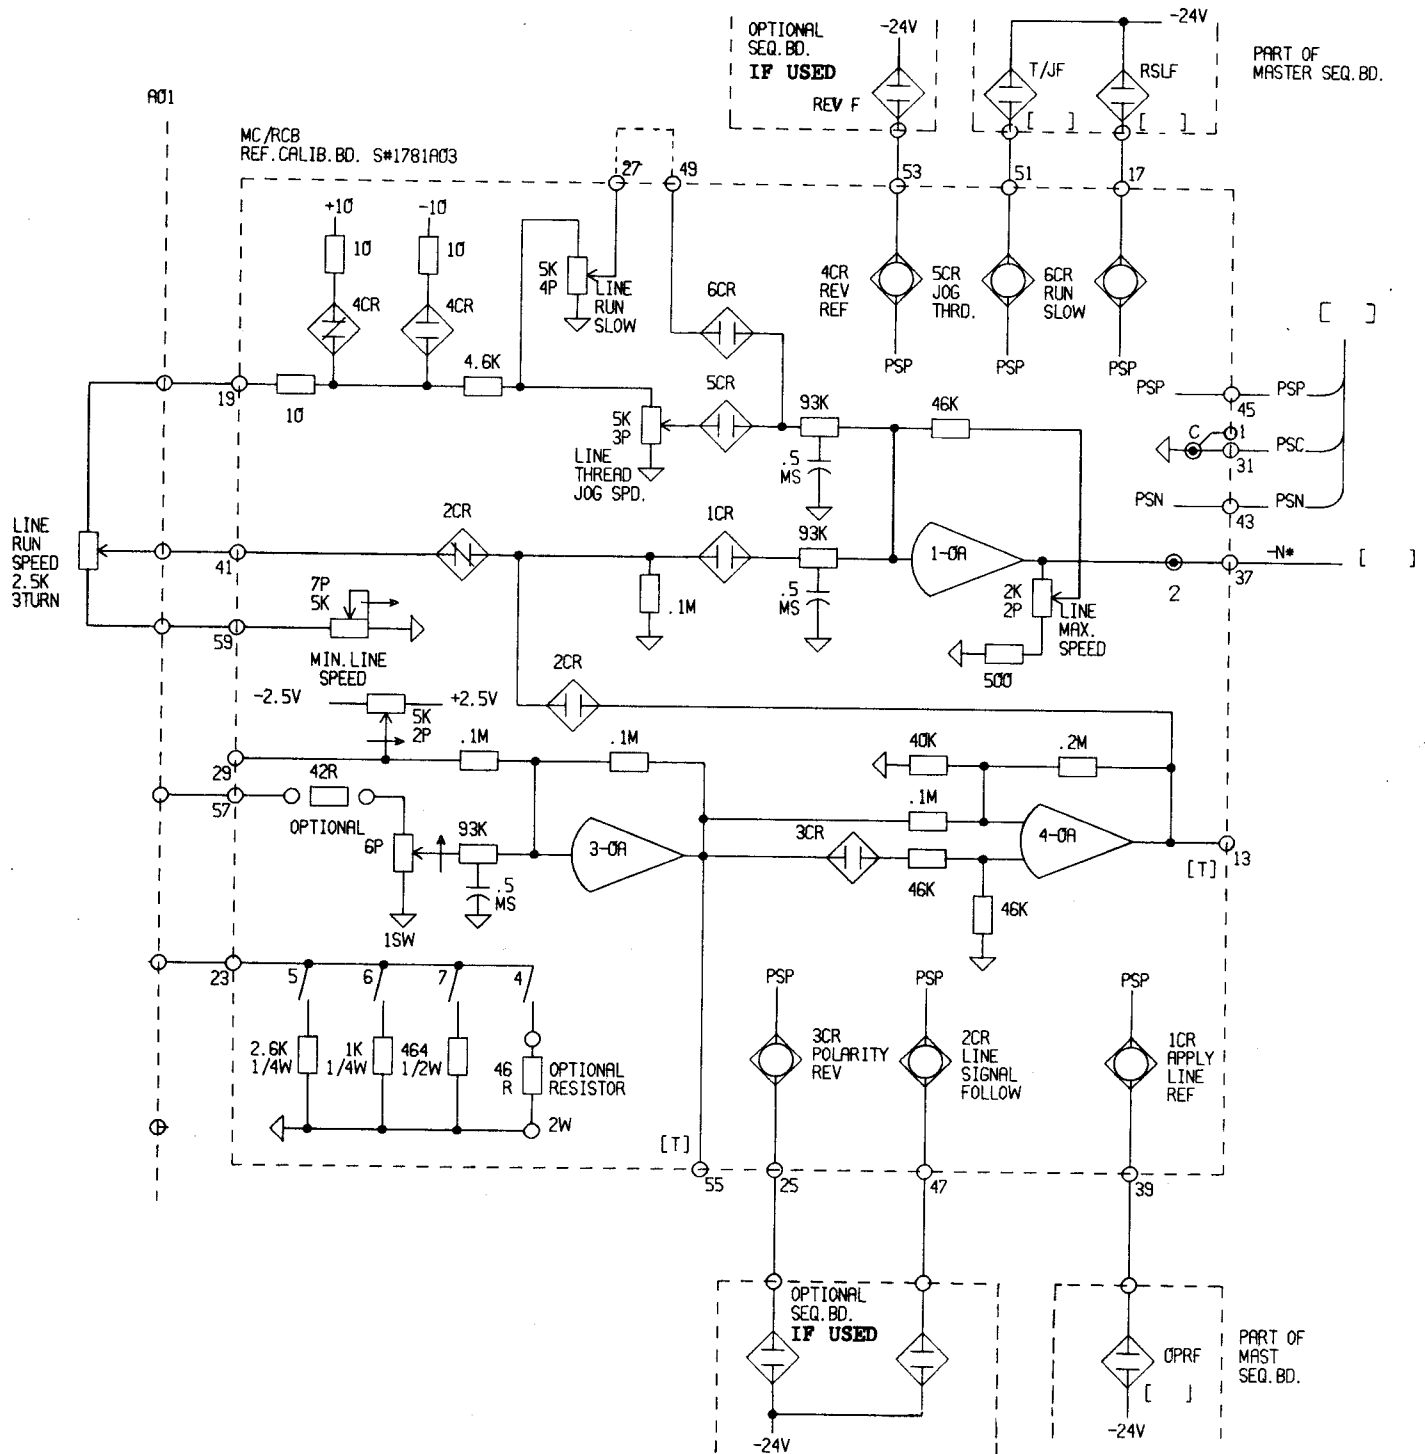 OPTIONAL
SEQ.BD.
IF USED
-24V
REV F
-24V
T/JF
RSLF
[ ]
[ ]
PART OF
MASTER SEQ.BD.
A01
MC/RCB
REF.CALIB.BD. S#1781A03
27
49
53
51
17
+10
-10
10
10
4CR
4CR
5K
4P
LINE
RUN
SLOW
6CR
4CR
REV
REF
5CR
JOG
THRD.
6CR
RUN
SLOW
PSP
PSP
PSP
[ ]
19
10
4.6K
5K
3P
LINE
THREAD
JOG SPD.
5CR
93K
.5
MS
46K
PSP
45
PSP
C
1
31
PSC
PSN
43
PSN
LINE
RUN
SPEED
2.5K
3TURN
41
2CR
.1M
1CR
93K
.5
MS
1-0A
2K
2P
LINE
MAX.
SPEED
500
2
37
-N*
[ ]
59
7P
5K
MIN.LINE
SPEED
-2.5V
+2.5V
5K
2P
2CR
29
57
42R
OPTIONAL
6P
.1M
.1M
93K
.5
MS
3-0A
40K
.2M
.1M
3CR
46K
46K
4-0A
[T]
13
1SW
23
5
6
7
4
2.6K
1/4W
1K
1/4W
464
1/2W
46
R
OPTIONAL
RESISTOR
2W
PSP
3CR
POLARITY
REV
PSP
2CR
LINE
SIGNAL
FOLLOW
PSP
1CR
APPLY
LINE
REF
[T]
55
25
47
39
OPTIONAL
SEQ.BD.
IF USED
-24V
OPRF
[ ]
-24V
PART OF
MAST
SEQ.BD.